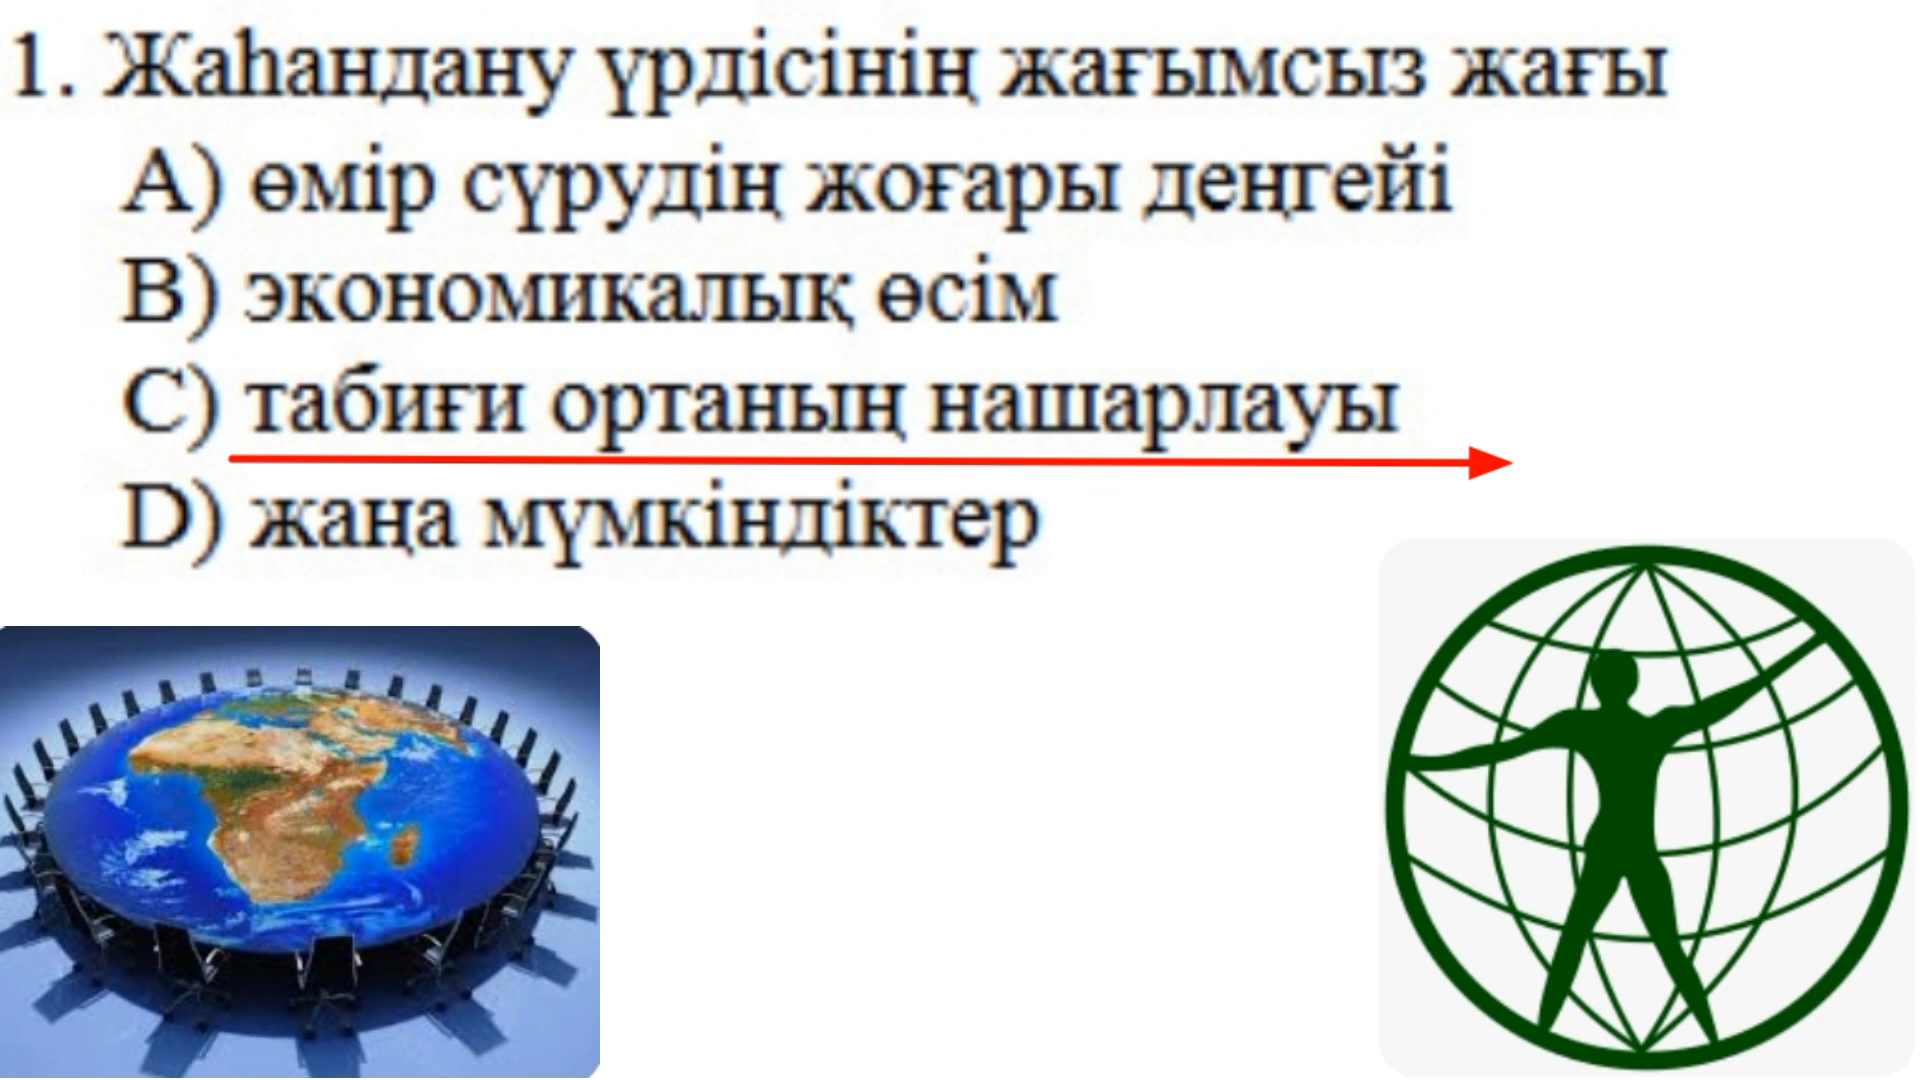 1. Жаһандану үрдісінің жағымсыз жағы
A) өмір сүрудің жоғары деңгейі
B) экономикалық өсім
C) табиғи ортаның нашарлауы
D) жаңа мүмкіндіктер